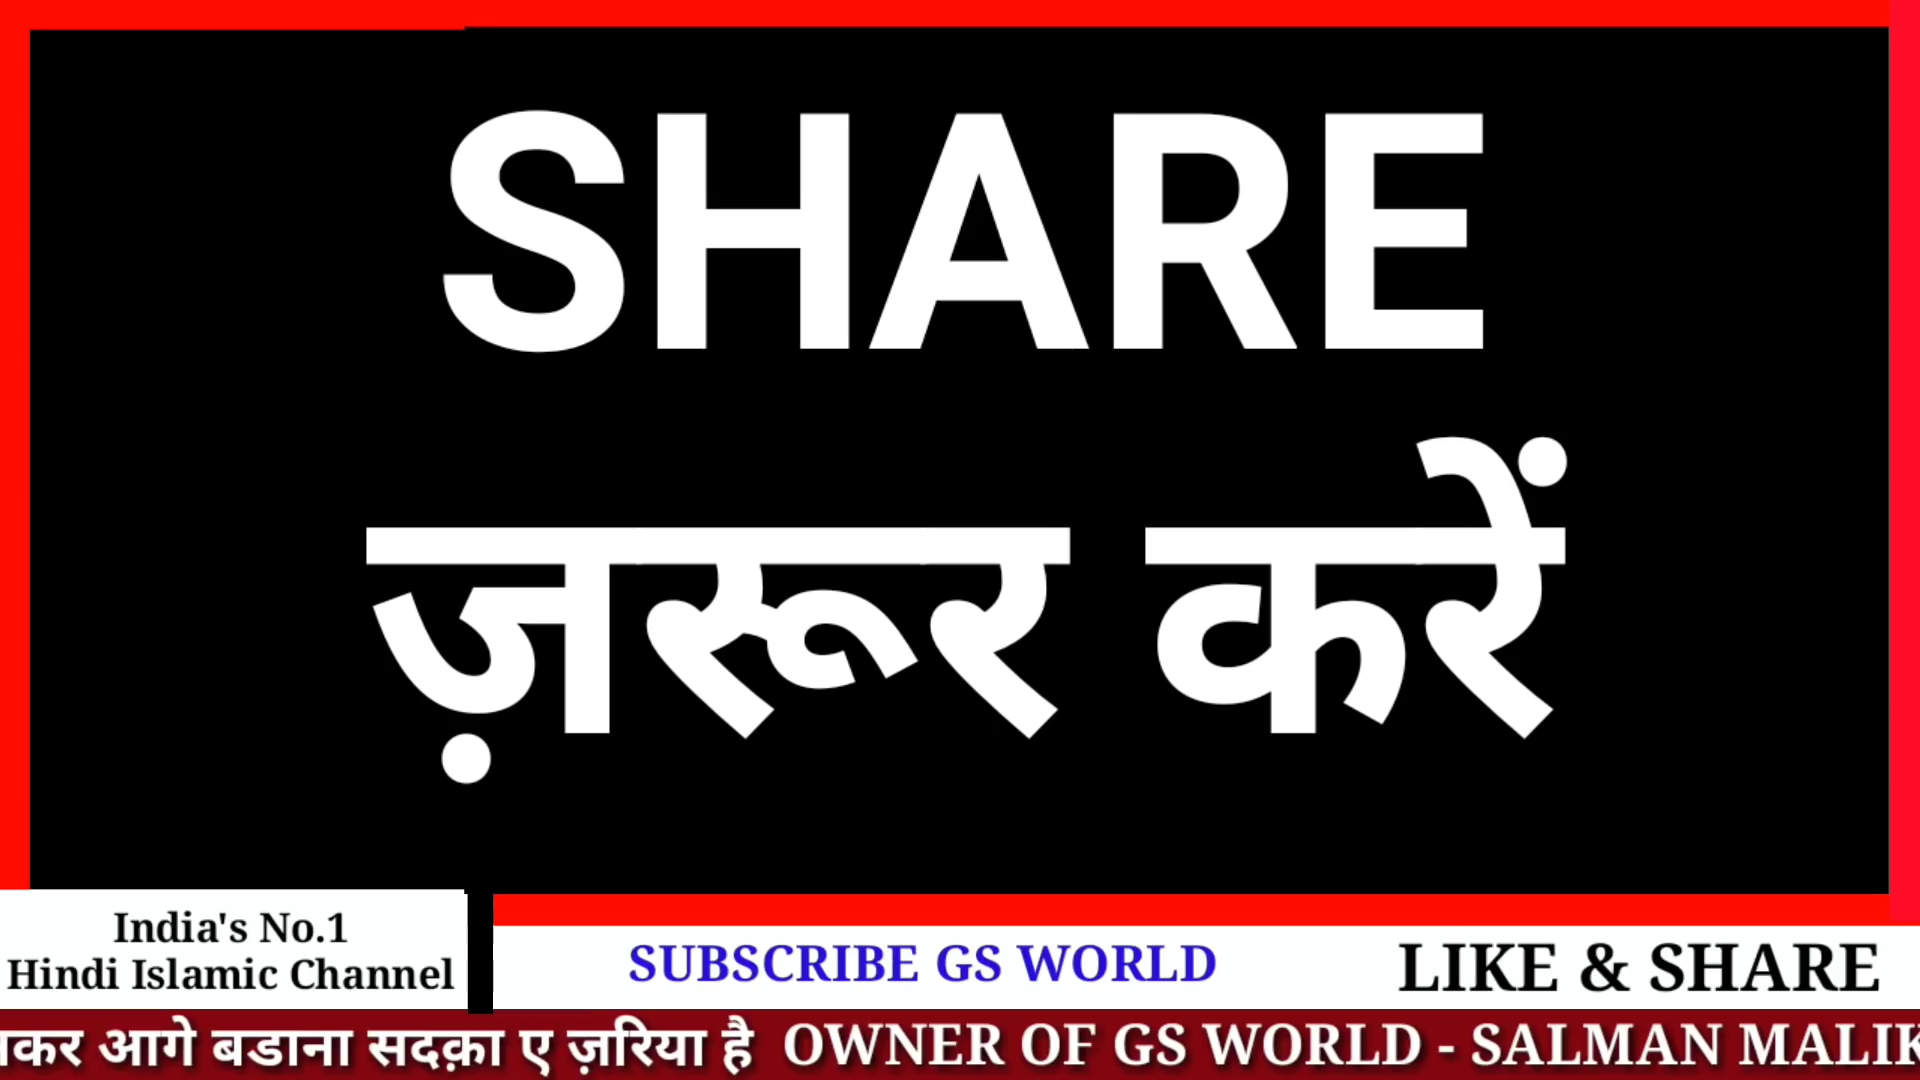 SHARE
ज़रूर करें
India's No.1
Hindi Islamic Channel
SUBSCRIBE GS WORLD
LIKE & SHARE
आगे बडाना सदक़ा ए ज़रिया है OWNER OF GS WORLD - SALMAN MALIK